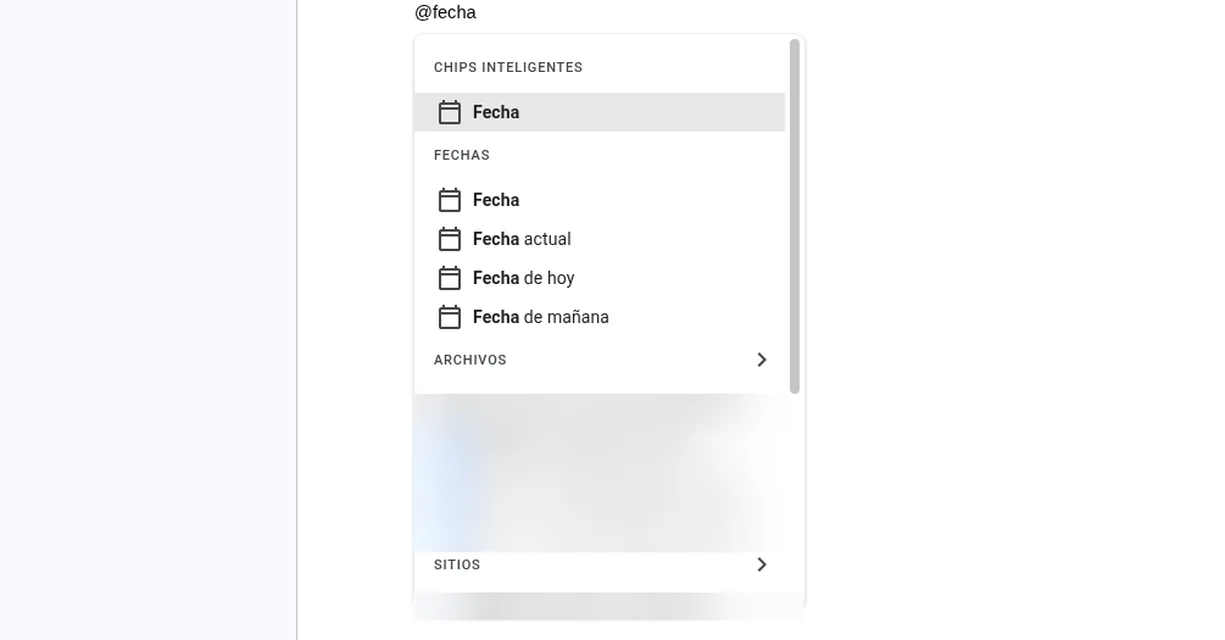 @fecha
CHIPS INTELIGENTES
Fecha
FECHAS
Fecha
Fecha actual
Fecha de hoy
Fecha de mañana
ARCHIVOS
SITIOS